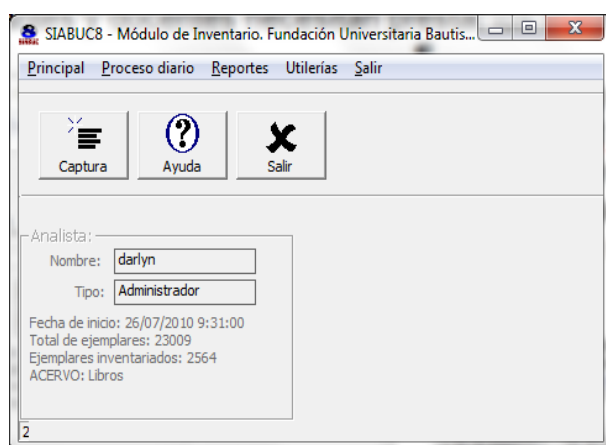 SIABUC8 - Módulo de Inventario. Fundación Universitaria Bautis...
Principal Proceso diario Reportes Utilerías Salir
Captura Ayuda Salir
Analista:
Nombre: darlyn
Tipo: Administrador
Fecha de inicio: 26/07/2010 9:31:00
Total de ejemplares: 23009
Ejemplares inventariados: 2564
ACERVO: Libros
2